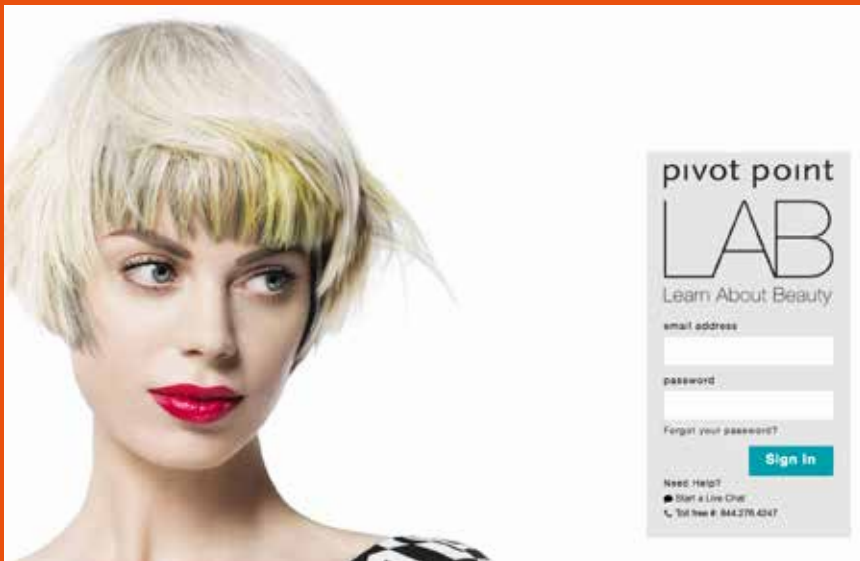 pivot point
LAB
Learn About Beauty
email address
password
Forgot your password?
Sign In
Need Help?
Start a Live Chat
Toll free #: 844.276.4247